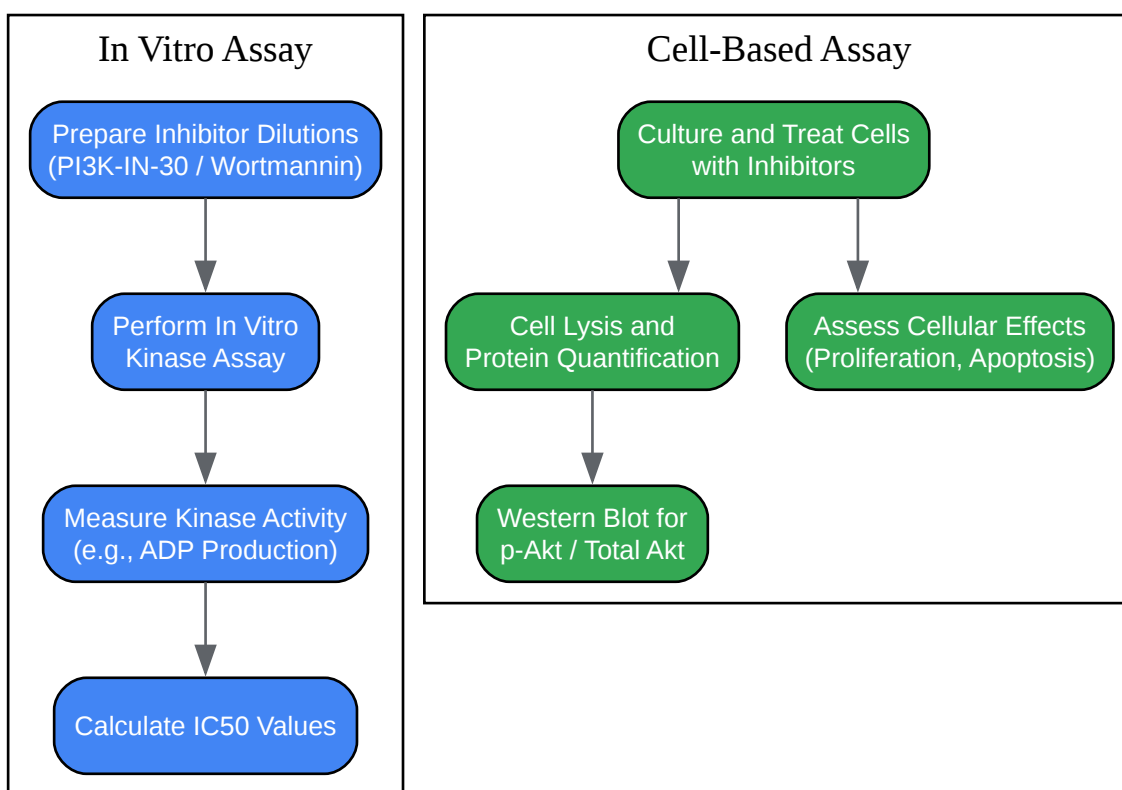 In Vitro Assay
Prepare Inhibitor Dilutions
(PI3K-IN-30 / Wortmannin)
Perform In Vitro
Kinase Assay
Measure Kinase Activity
(e.g., ADP Production)
Calculate IC50 Values
Cell-Based Assay
Culture and Treat Cells
with Inhibitors
Cell Lysis and
Protein Quantification
Assess Cellular Effects
(Proliferation, Apoptosis)
Western Blot for
p-Akt / Total Akt